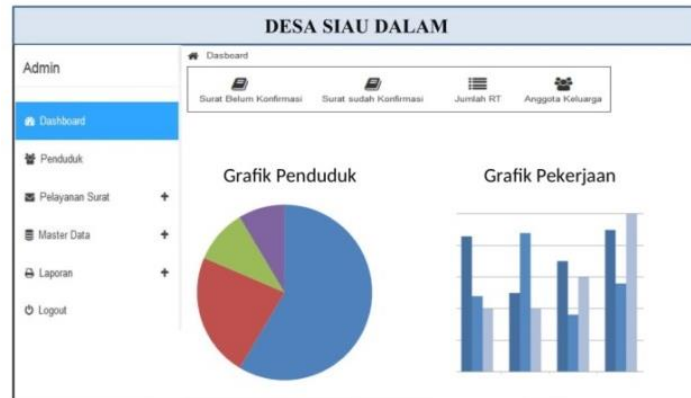 DESA SIAU DALAM
Admin
Dasboard
Surat Belum Konfirmasi
Surat sudah Konfirmasi
Jumlah RT
Anggota Keluarga
Dashboard
Penduduk
Pelayanan Surat +
Master Data +
Laporan +
Logout
Grafik Penduduk
Grafik Pekerjaan